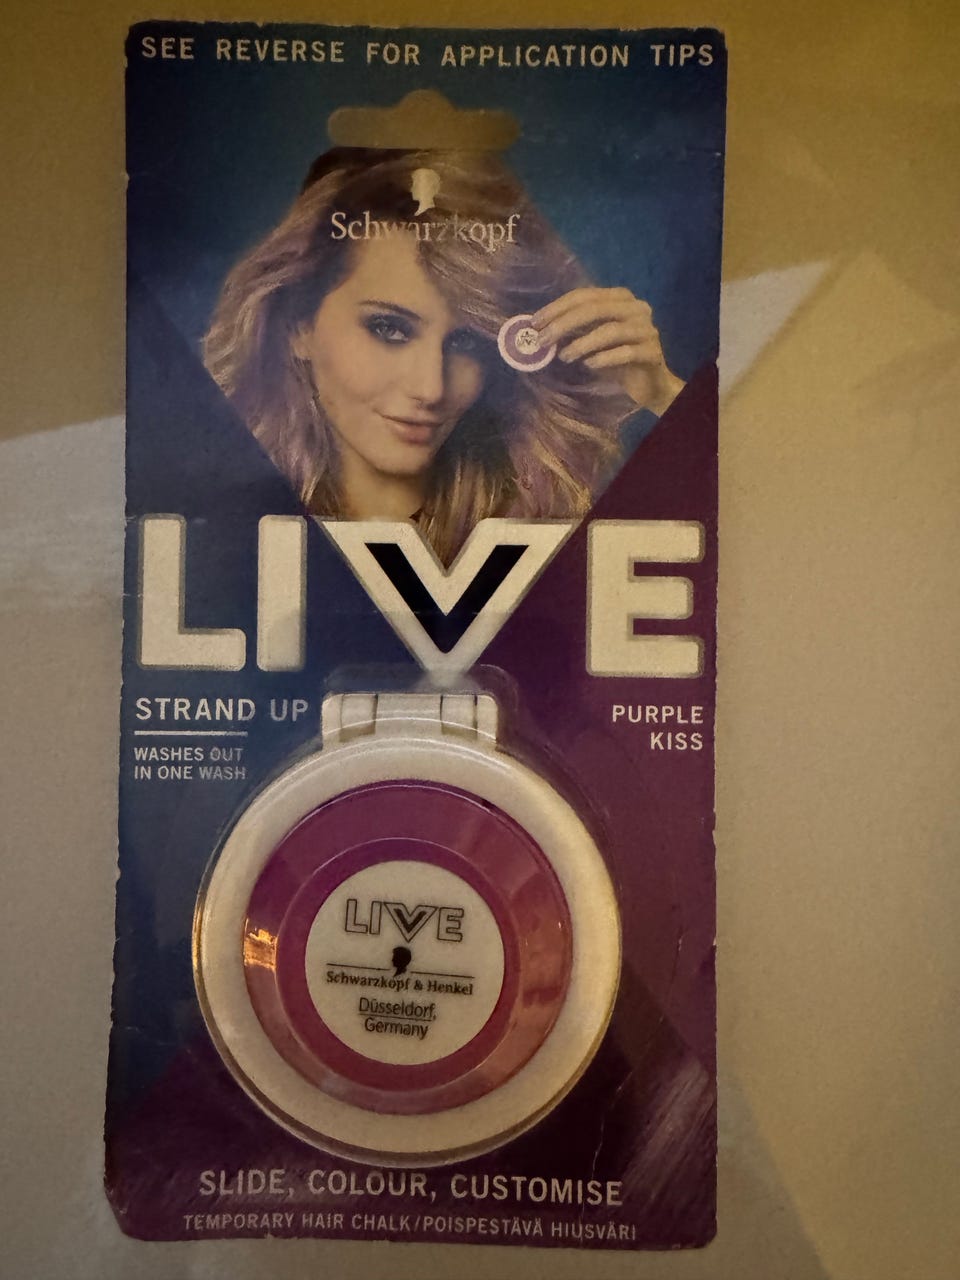 SEE REVERSE FOR APPLICATION TIPS
Schwarzkopf
LIVE
STRAND UP
WASHES OUT
IN ONE WASH
PURPLE
KISS
LIVE
Schwarzkopf & Henkel
Düsseldorf,
Germany
SLIDE, COLOUR, CUSTOMISE
TEMPORARY HAIR CHALK/POISPESTÄVÄ HIUSVÄRI